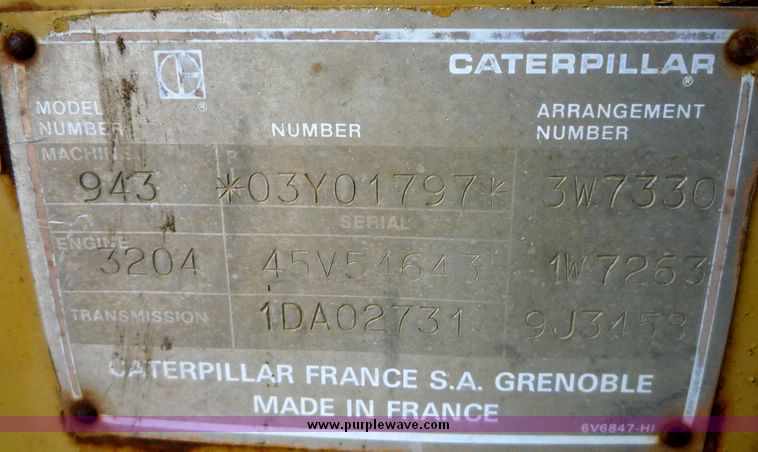 CATERPILLAR
®
®
MODEL NUMBER
NUMBER
ARRANGEMENT NUMBER
MACHINE
P
943 *03Y01797* 3W7330
SERIAL
ENGINE
3204 45V54643 1W7263
TRANSMISSION 1DA02731 9J3458
CATERPILLAR FRANCE S.A. GRENOBLE
MADE IN FRANCE
6V6847-HI
www.purplewave.com